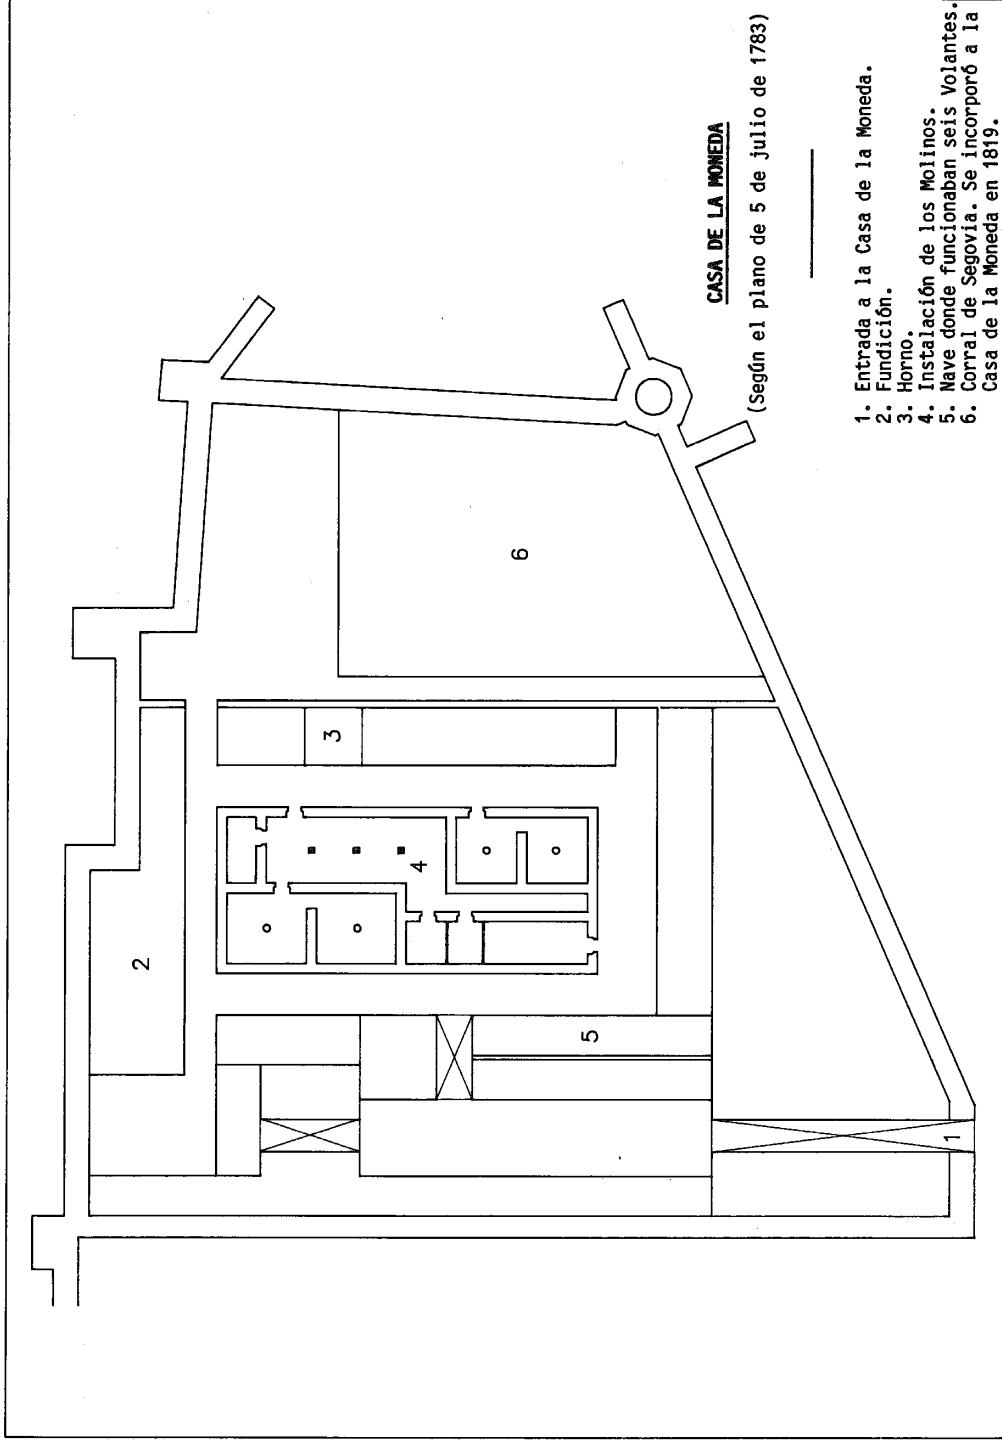 CASA DE LA MONEDA
(Según el plano de 5 de julio de 1783)
1. Entrada a la Casa de la Moneda.
2. Fundición.
3. Horno.
4. Instalación de los Molinos.
5. Nave donde funcionaban seis Volantes.
6. Corral de Segovia. Se incorporó a la
Casa de la Moneda en 1819.
2
3
4
5
6
1